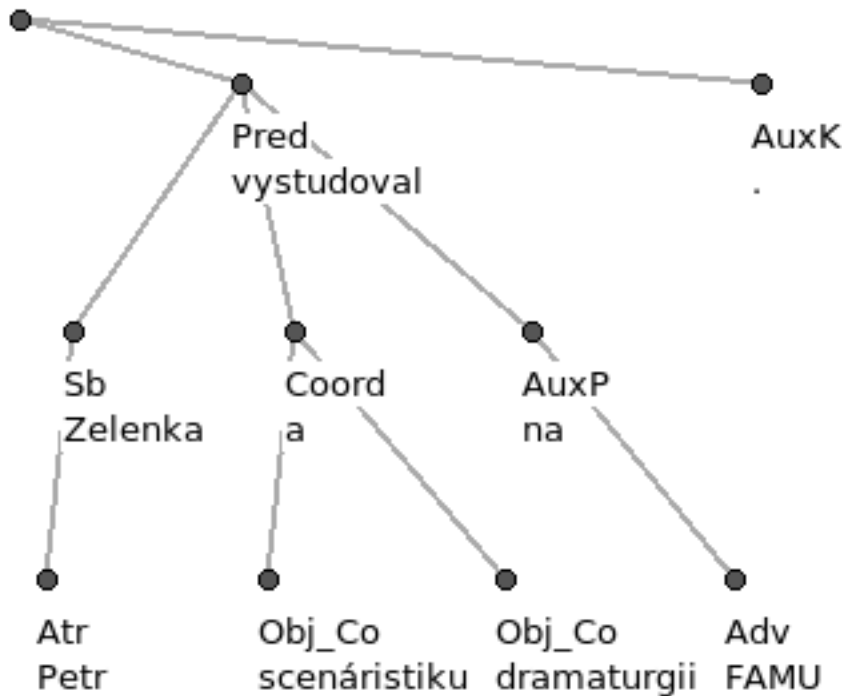 Pred
vystudoval
AuxK
.
Sb
Zelenka
Coord
a
AuxP
na
Atr
Petr
Obj_Co
scenáristiku
Obj_Co
dramaturgii
Adv
FAMU